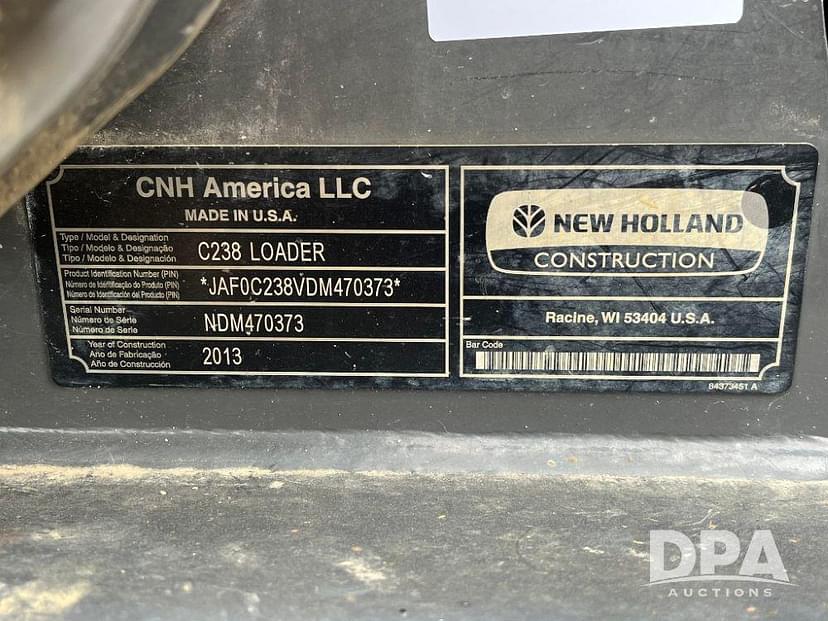 CNH America LLC
MADE IN U.S.A.
Type / Model & Designation
Tipo / Modelo & Designação
Tipo / Modelo & Designación
C238 LOADER
Product Identification Number (PIN)
Número de Identificação do Produto (PIN)
Número de Identificación del Producto (PIN)
*JAF0C238VDM470373*
Serial Number
Número de Série
Número de Serie
NDM470373
Year of Construction
Ano de Fabricação
Año de Construcción
2013
NEW HOLLAND
CONSTRUCTION
Racine, WI 53404 U.S.A.
Bar Code
84373451 A
DPA
AUCTIONS